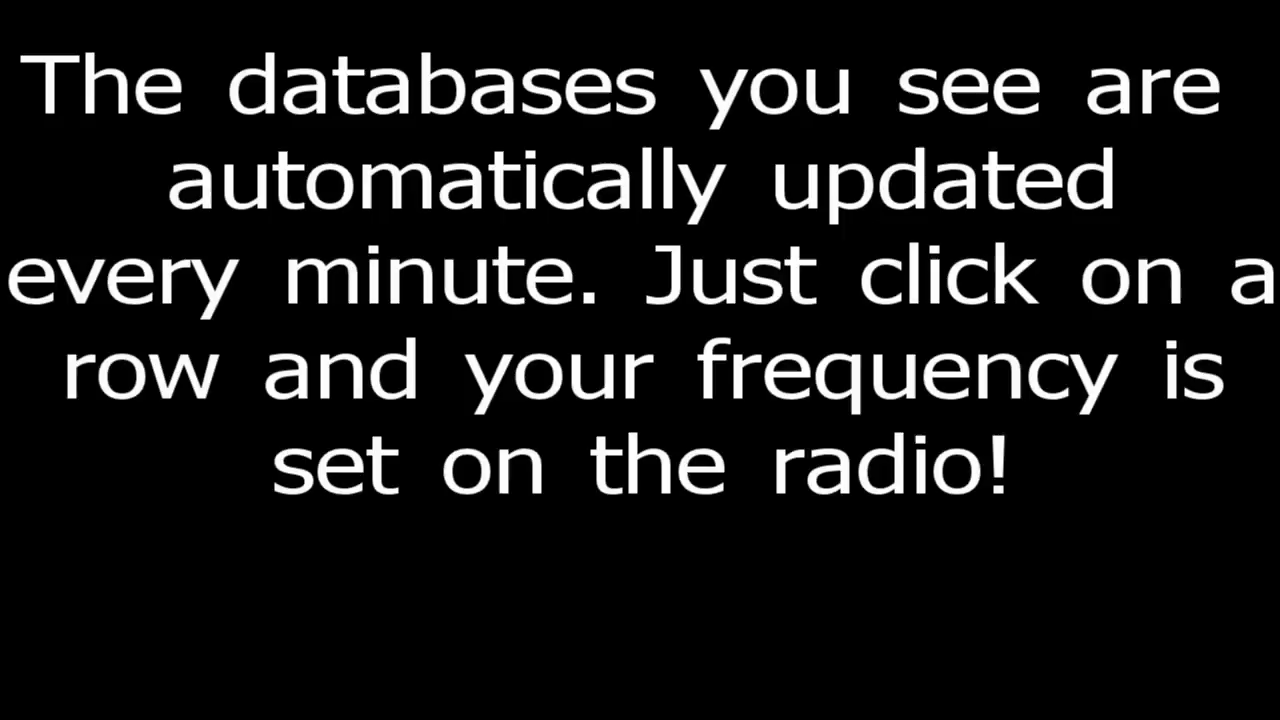 The databases you see are
automatically updated
every minute. Just click on a
row and your frequency is
set on the radio!